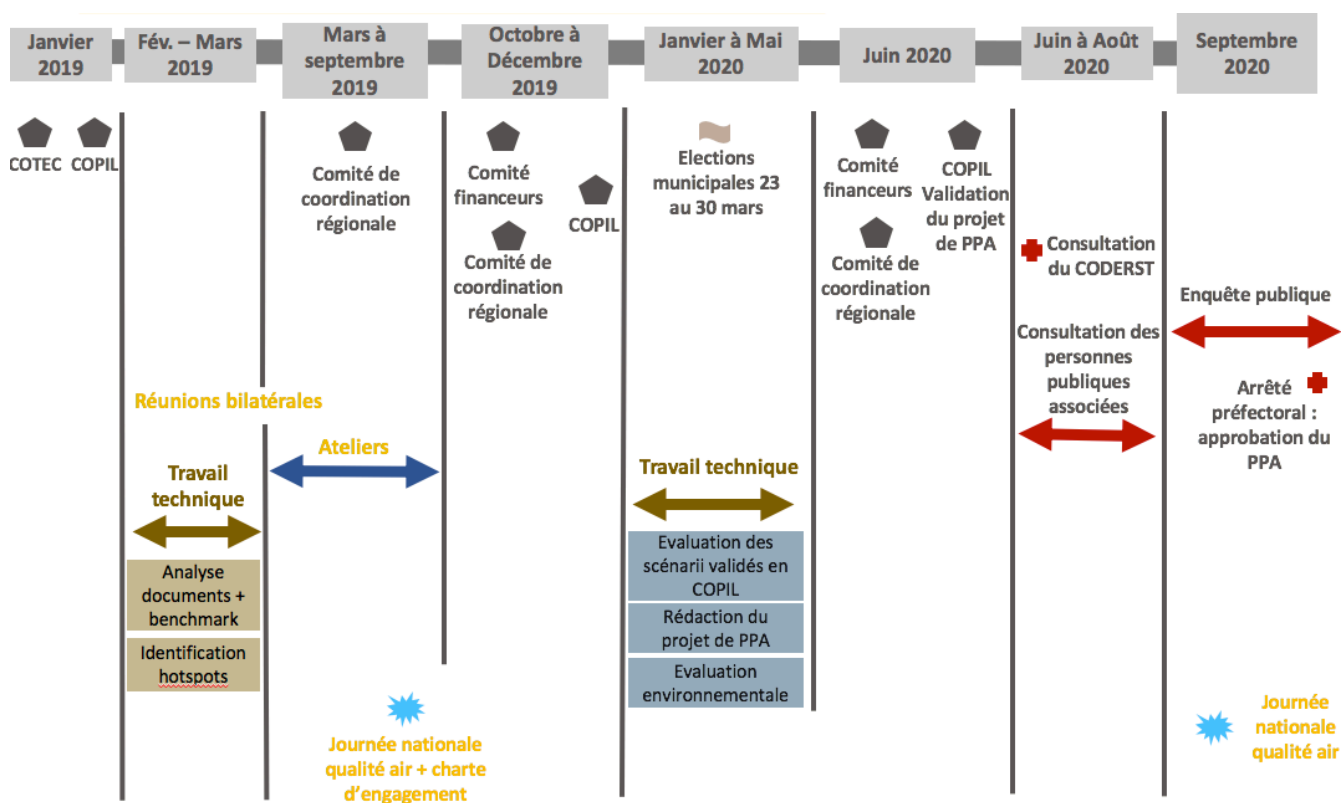 Janvier
2019
Fév. – Mars
2019
Mars à
septembre
2019
Octobre à
Décembre
2019
Janvier à Mai
2020
Juin 2020
Juin à Août
2020
Septembre
2020
COTEC
COPIL
Réunions bilatérales
Travail
technique
Analyse
documents +
benchmark
Identification
hotspots
Comité de
coordination
régionale
Ateliers
Journée nationale
qualité air + charte
d’engagement
Comité
financeurs
COPIL
Comité de
coordination
régionale
Elections
municipales 23
au 30 mars
Travail technique
Evaluation des
scénarii validés en
COPIL
Rédaction du
projet de PPA
Evaluation
environnementale
Comité
financeurs
Comité de
coordination
régionale
COPIL
Validation
du projet
de PPA
Consultation
du CODERST
Consultation des
personnes
publiques
associées
Enquête publique
Arrêté
préfectoral :
approbation du
PPA
Journée
nationale
qualité air